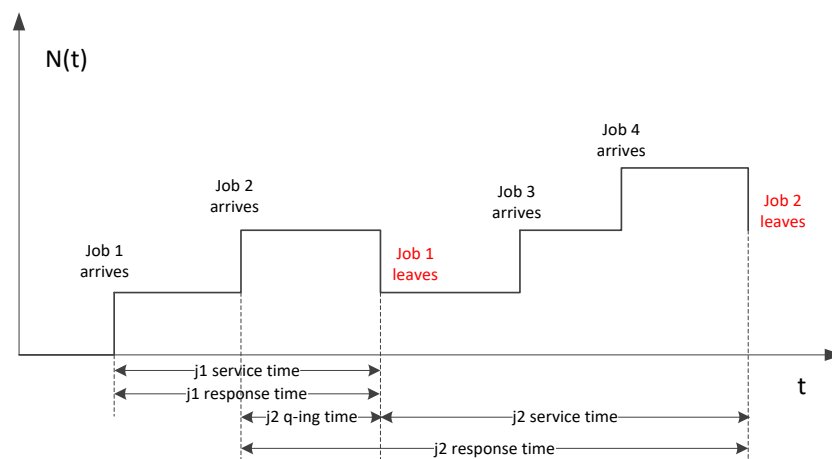 N(t)
Job 4
arrives
Job 2
arrives
Job 3
arrives
Job 2
leaves
Job 1
arrives
Job 1
leaves
j1 service time
t
j1 response time
j2 q-ing time
j2 service time
j2 response time